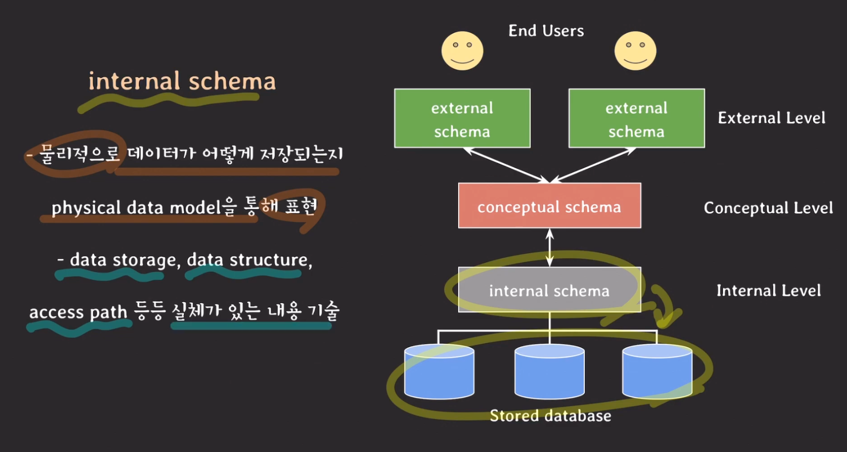 internal schema
- 물리적으로 데이터가 어떻게 저장되는지
physical data model을 통해 표현
- data storage, data structure,
access path 등등 실체가 있는 내용 기술
End Users
external
schema
external
schema
External Level
conceptual schema
Conceptual Level
internal schema
Internal Level
Stored database